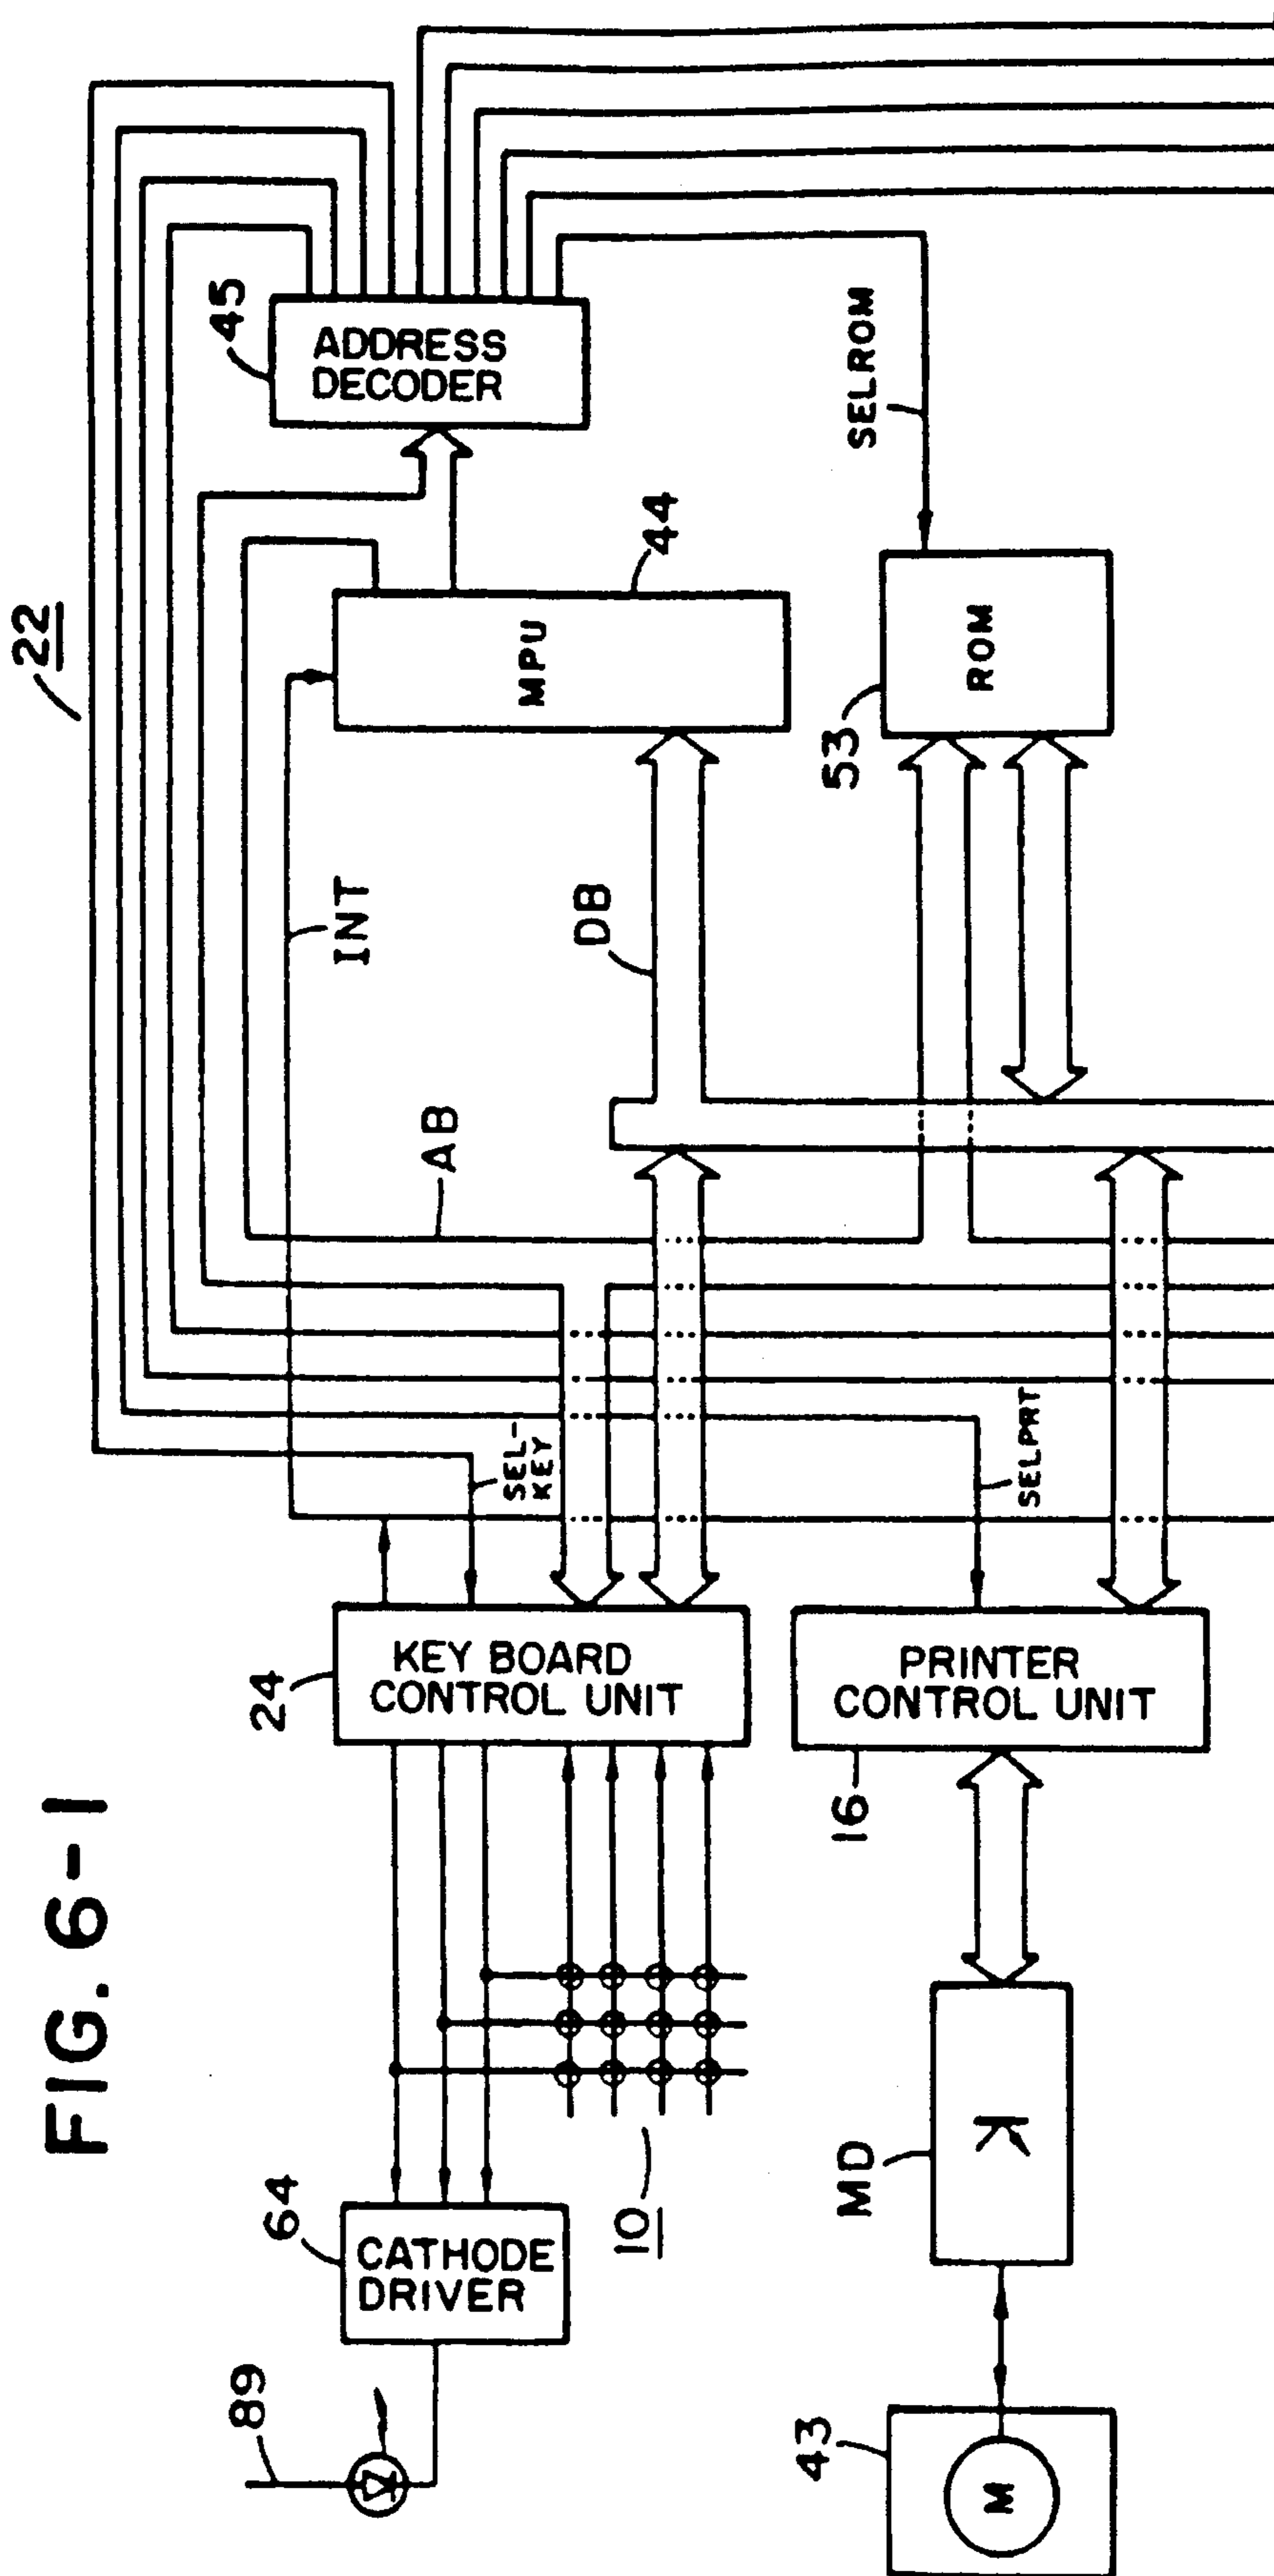 FIG. 6-1
22
45
ADDRESS
DECODER
44
MPU
SELROM
53
ROM
INT
DB
AB
SEL-
KEY
SELPRT
24
KEY BOARD
CONTROL UNIT
16
PRINTER
CONTROL UNIT
64
CATHODE
DRIVER
10
MD
89
43
M